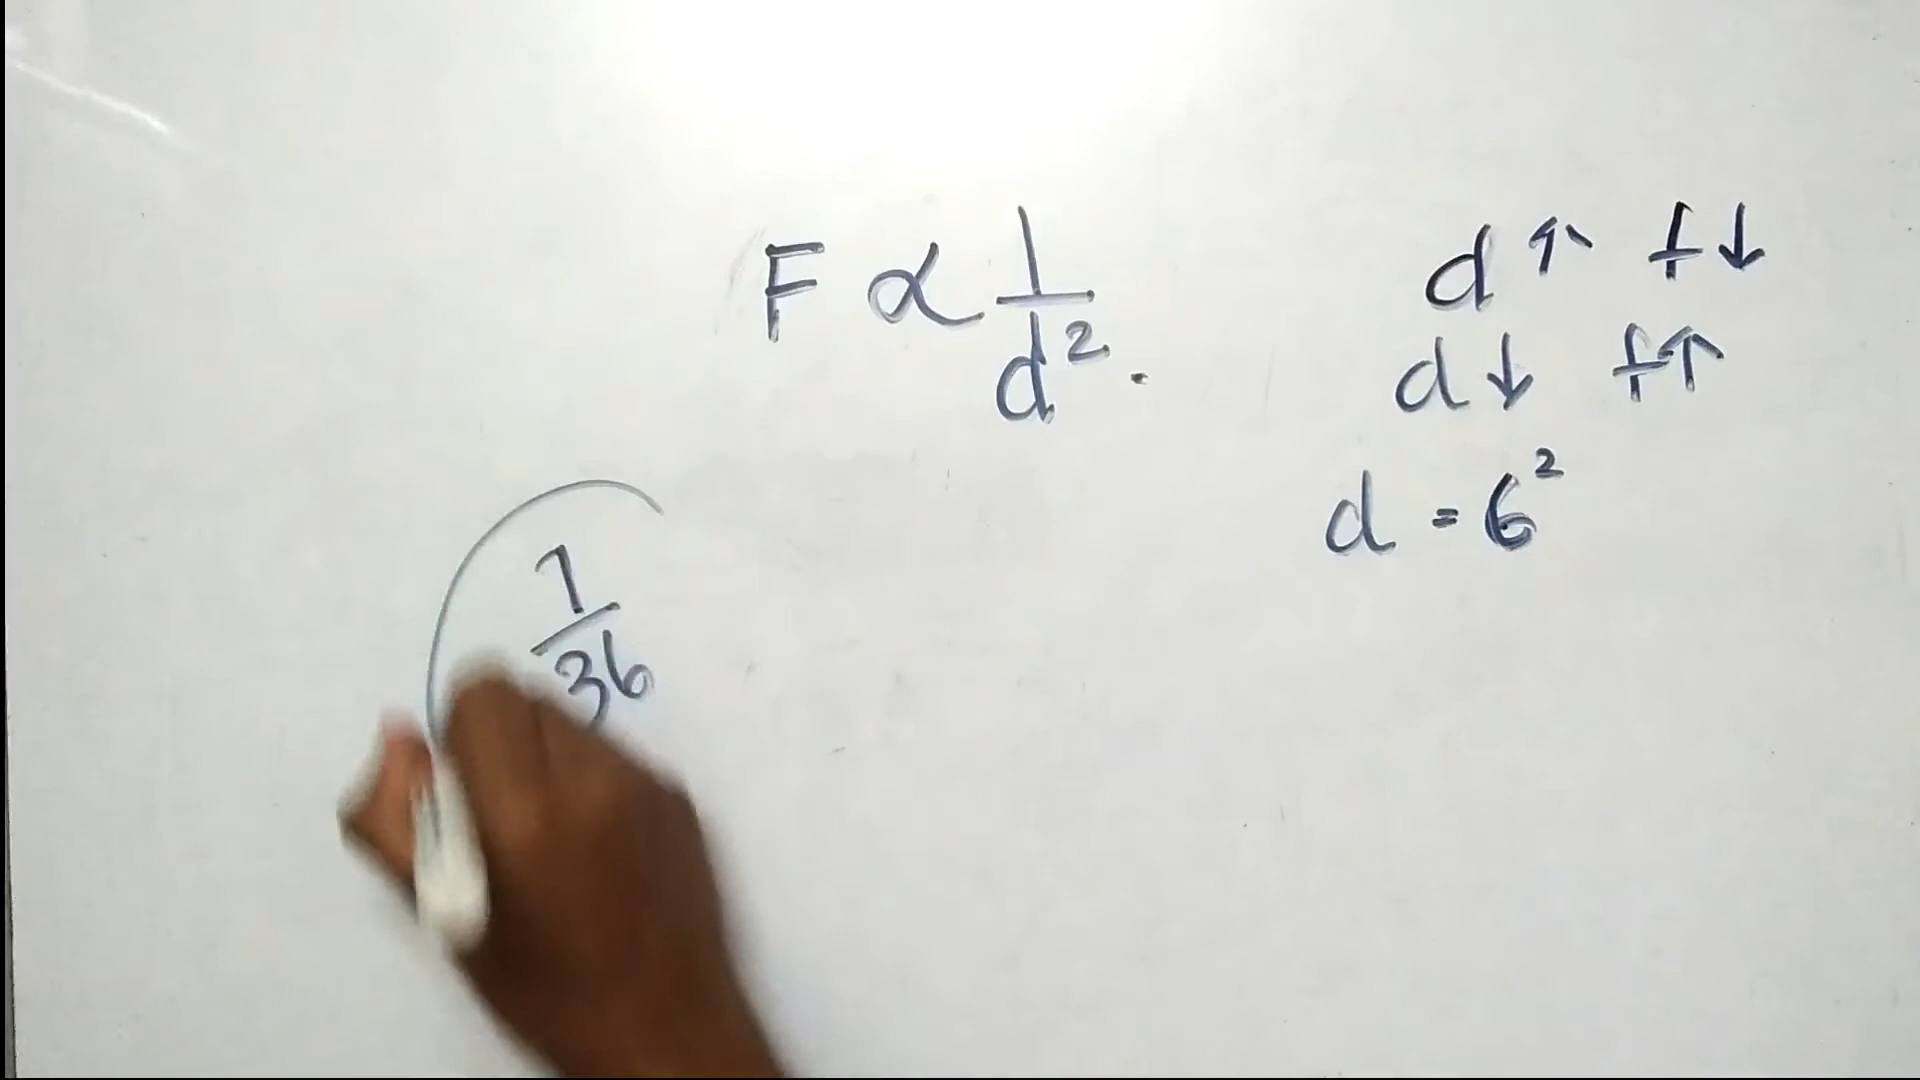 F ∝ 1/d².
d↑ f↓
d↓ f↑
d = 6²
1/36